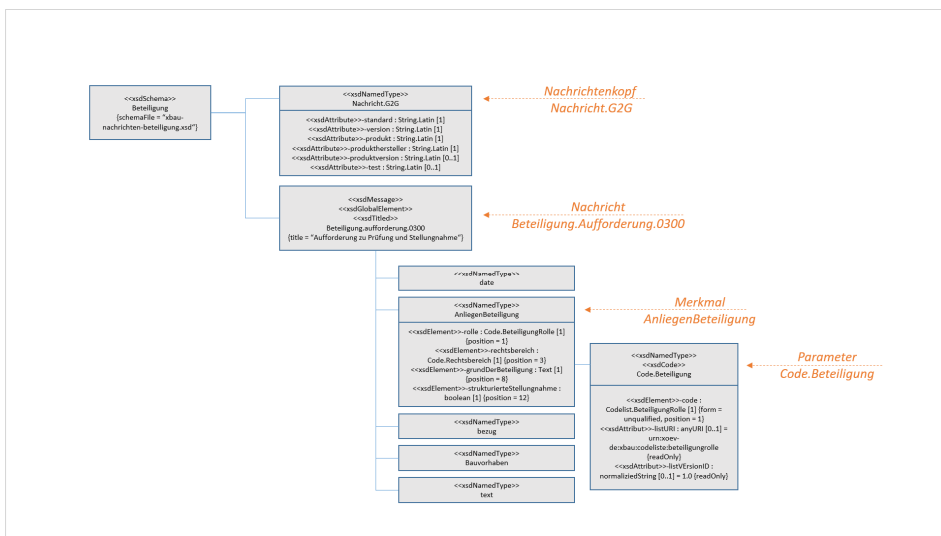 <<xsdSchema>>
Beteiligung
{schemaFile = "xbau-
nachrichten-beteiligung.xsd"}
<<xsdNamedType>>
Nachricht.G2G
<<xsdAttribute>>-standard : String.Latin [1]
<<xsdAttribute>>-version : String.Latin [1]
<<xsdAttribute>>-produkt : String.Latin [1]
<<xsdAttribute>>-produkthersteller : String.Latin [1]
<<xsdAttribute>>-produktversion : String.Latin [0..1]
<<xsdAttribute>>-test : String.Latin [0..1]
Nachrichtenkopf
Nachricht.G2G
<<xsdMessage>>
<<xsdGlobalElement>>
<<xsdTitled>>
Beteiligung.aufforderung.0300
{title = "Aufforderung zu Prüfung und Stellungnahme"}
Nachricht
Beteiligung.Aufforderung.0300
<<xsdNamedType>>
date
<<xsdNamedType>>
AnliegenBeteiligung
<<xsdElement>>-rolle : Code.BeteiligungRolle [1]
{position = 1}
<<xsdElement>>-rechtsbereich :
Code.Rechtsbereich [1] {position = 3}
<<xsdElement>>-grundDerBeteiligung : Text [1]
{position = 8}
<<xsdElement>>-strukturierteStellungnahme :
boolean [1] {position = 12}
Merkmal
AnliegenBeteiligung
<<xsdNamedType>>
<<xsdCode>>
Code.Beteiligung
<<xsdElement>>-code :
Codelist.BeteiligungRolle [1] {form =
unqualified, position = 1}
<<xsdAttribut>>-listURI : anyURI [0..1] =
urn:xoev-
de:xbau:codeliste:beteiligungrolle
{readOnly}
<<xsdAttribut>>-listVErsionID :
normaliziedString [0..1] = 1.0 {readOnly}
Parameter
Code.Beteiligung
<<xsdNamedType>>
bezug
<<xsdNamedType>>
Bauvorhaben
<<xsdNamedType>>
text